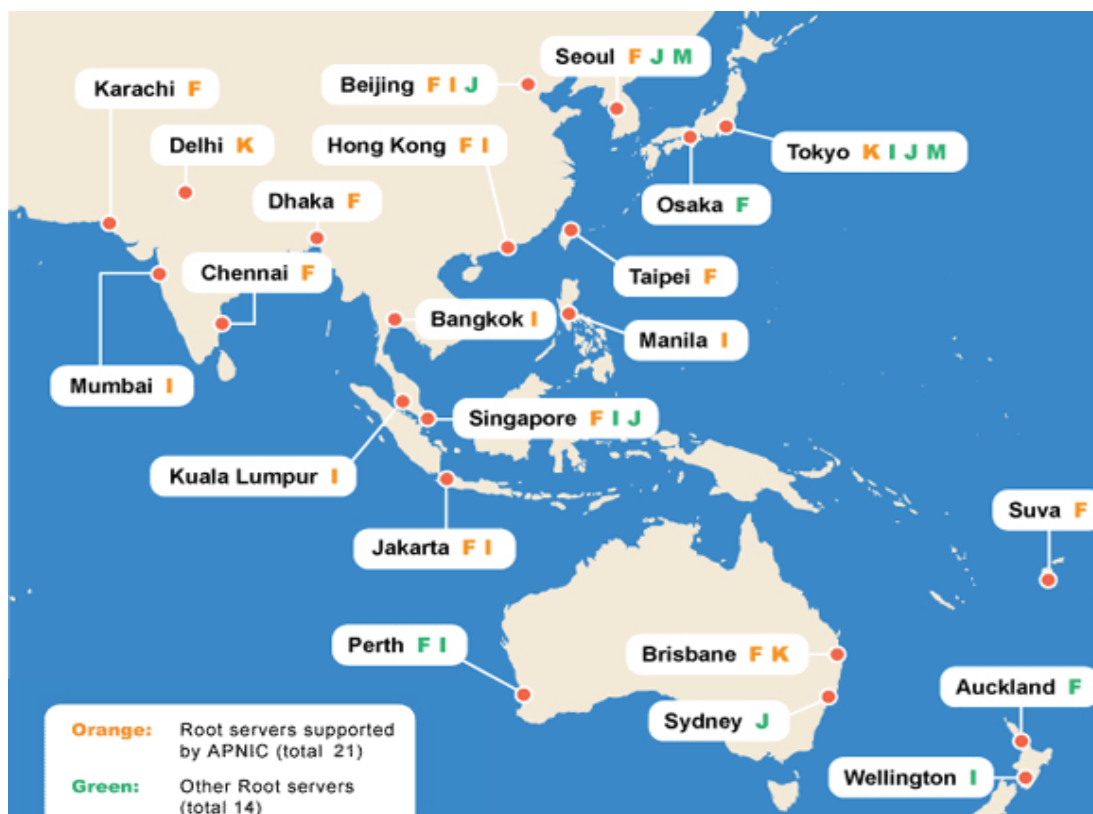 Seoul F J M
Karachi F
Beijing F I J
Delhi K
Hong Kong F I
Tokyo K I J M
Dhaka F
Osaka F
Chennai F
Taipei F
Bangkok I
Manila I
Mumbai I
Singapore F I J
Kuala Lumpur I
Suva F
Jakarta F I
Perth F I
Brisbane F K
Auckland F
Sydney J
Wellington I
Orange: Root servers supported
by APNIC (total 21)
Green: Other Root servers
(total 14)